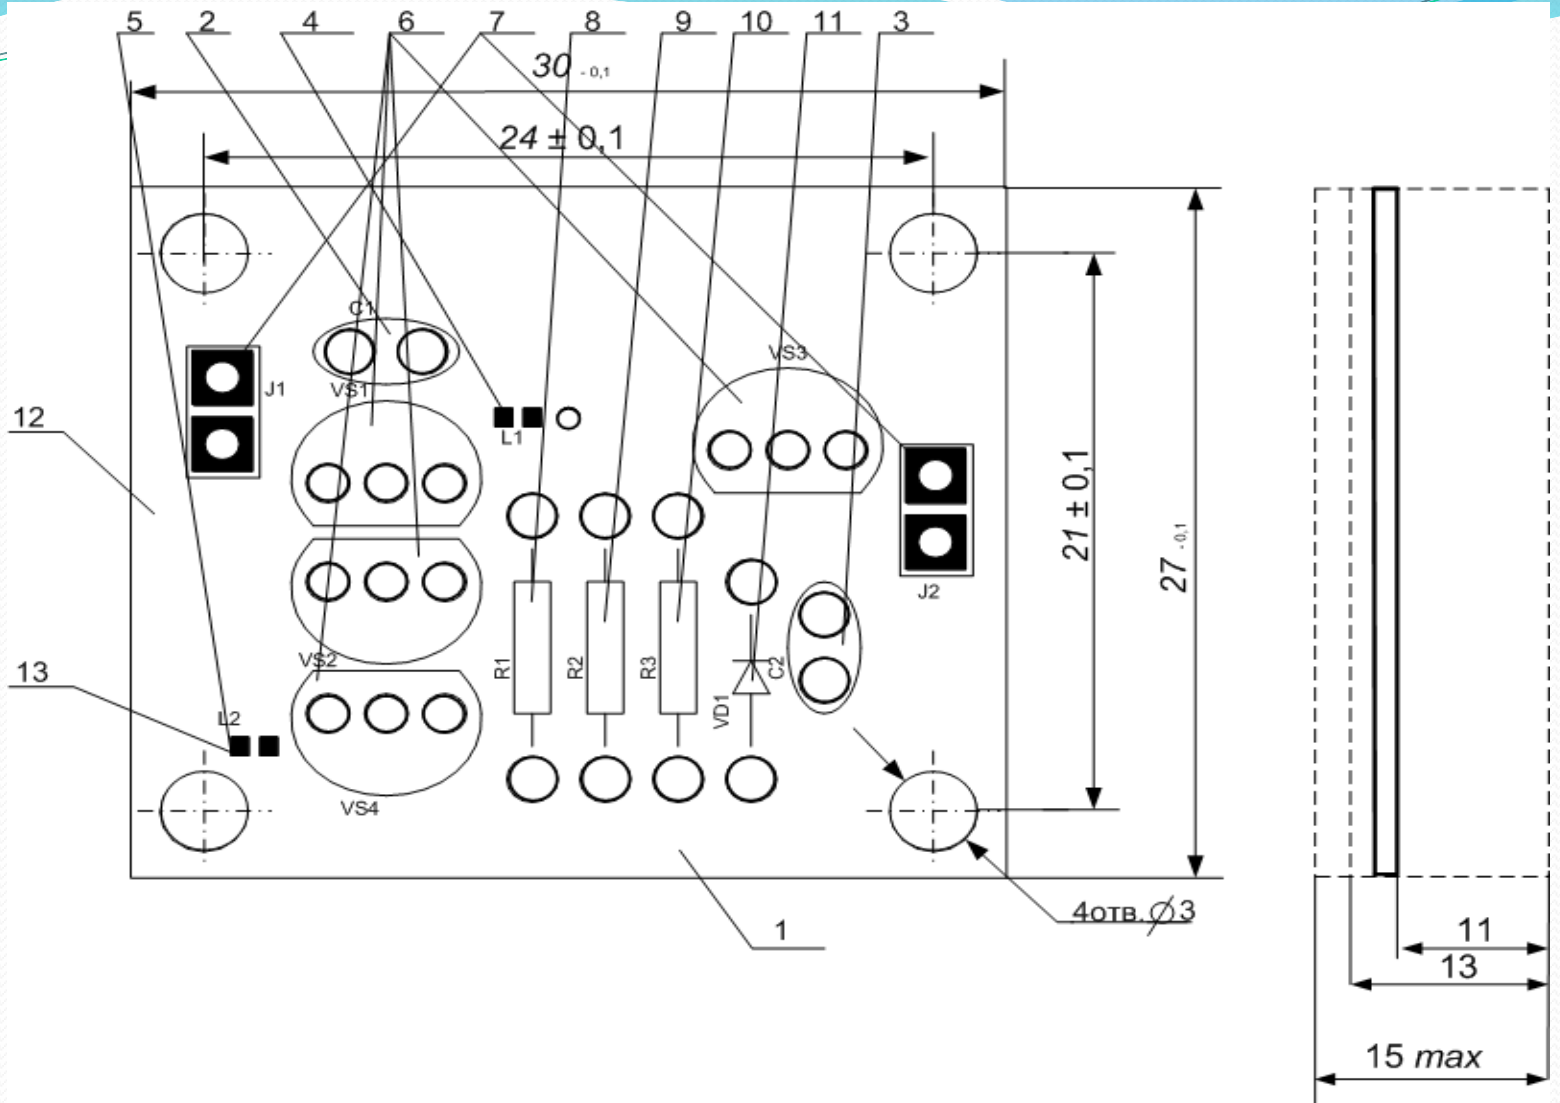 5 2 4 6 7 8 9 10 11 3
30 - 0,1
24 ± 0,1
C1
VS3
VS1
J1
12
L1
21 ± 0,1
27 - 0,1
J2
VS2
R1
R2
R3
C2
13
VD1
L2
VS4
4отв. ∅3
1
11
13
15 max